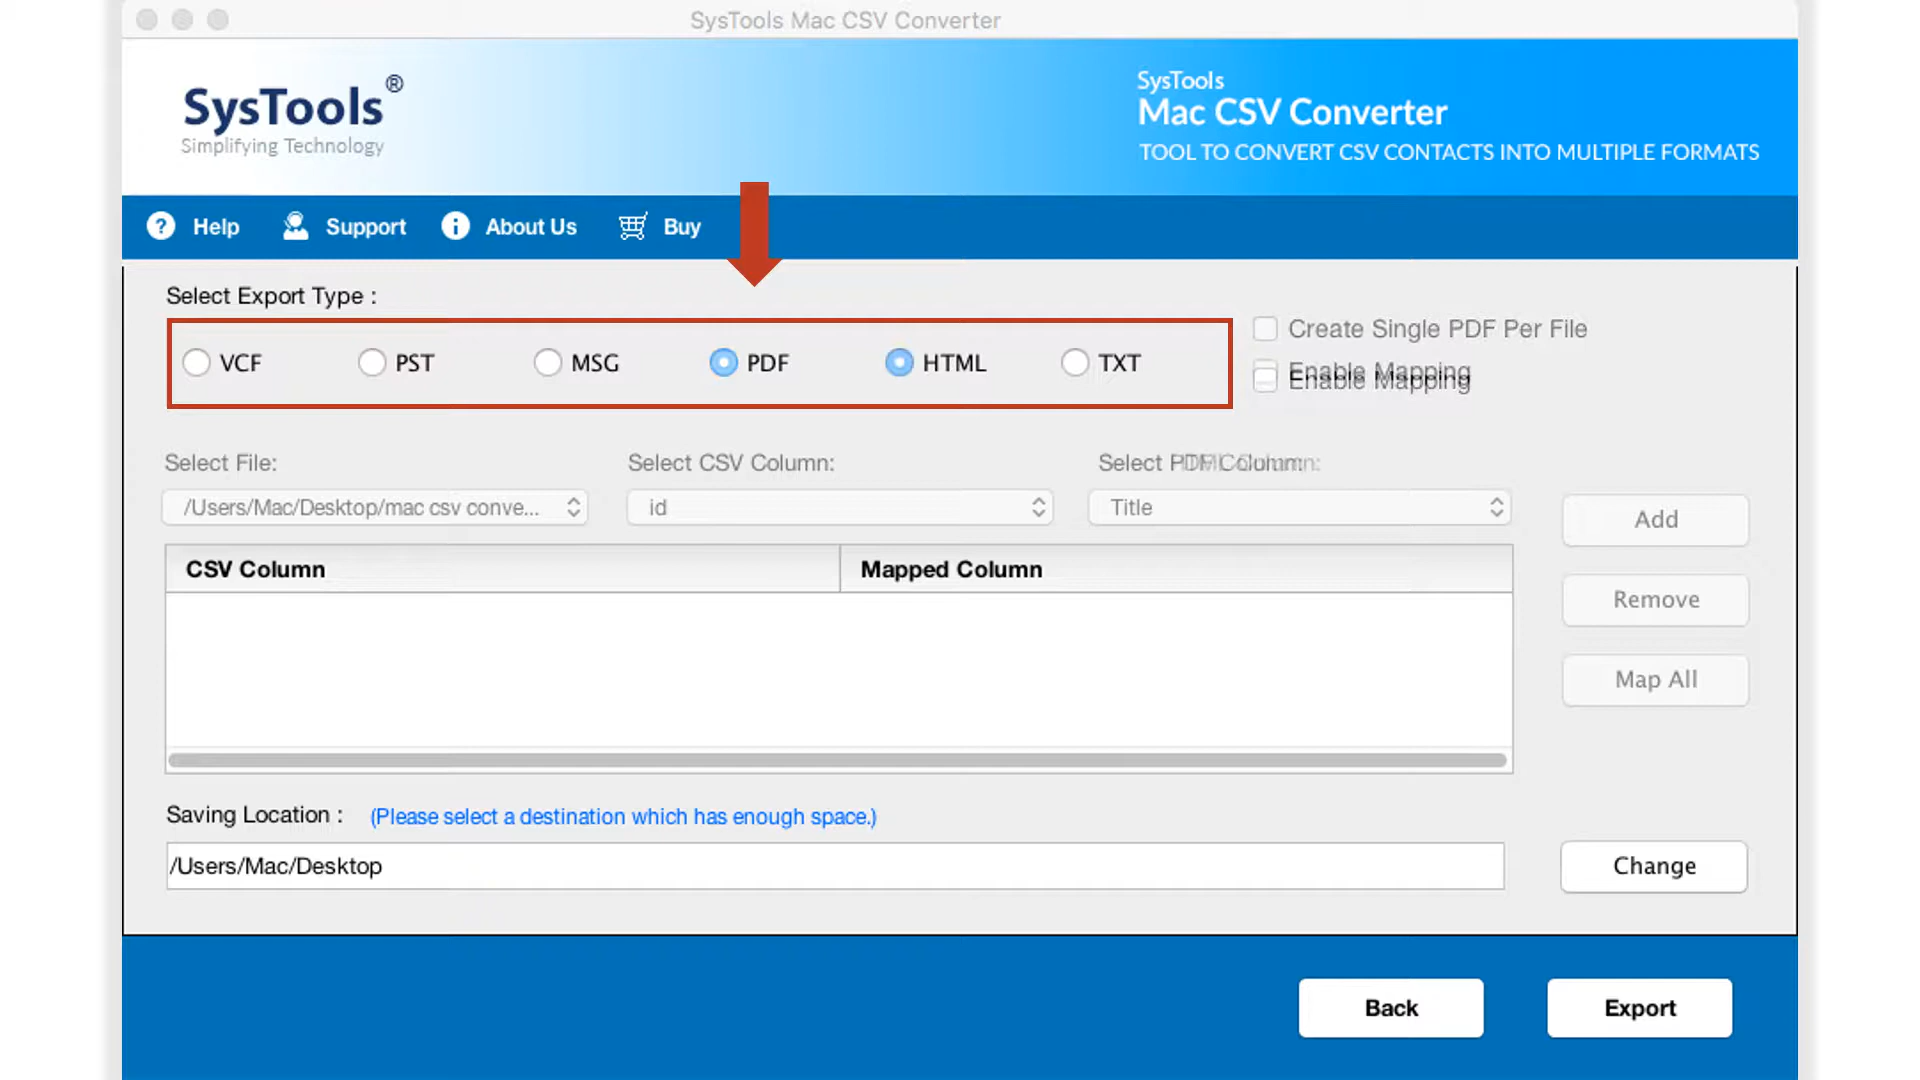 SysTools Mac CSV Converter
SysTools®
Simplifying Technology
SysTools
Mac CSV Converter
TOOL TO CONVERT CSV CONTACTS INTO MULTIPLE FORMATS
Help Support About Us Buy
Select Export Type :
VCF PST MSG PDF HTML TXT
Create Single PDF Per File
Enable Mapping
Select File: Select CSV Column: Select PDF Column:
/Users/Mac/Desktop/mac csv conve... id Title
Add
CSV Column Mapped Column
Remove
Map All
Saving Location : (Please select a destination which has enough space.)
/Users/Mac/Desktop
Change
Back Export